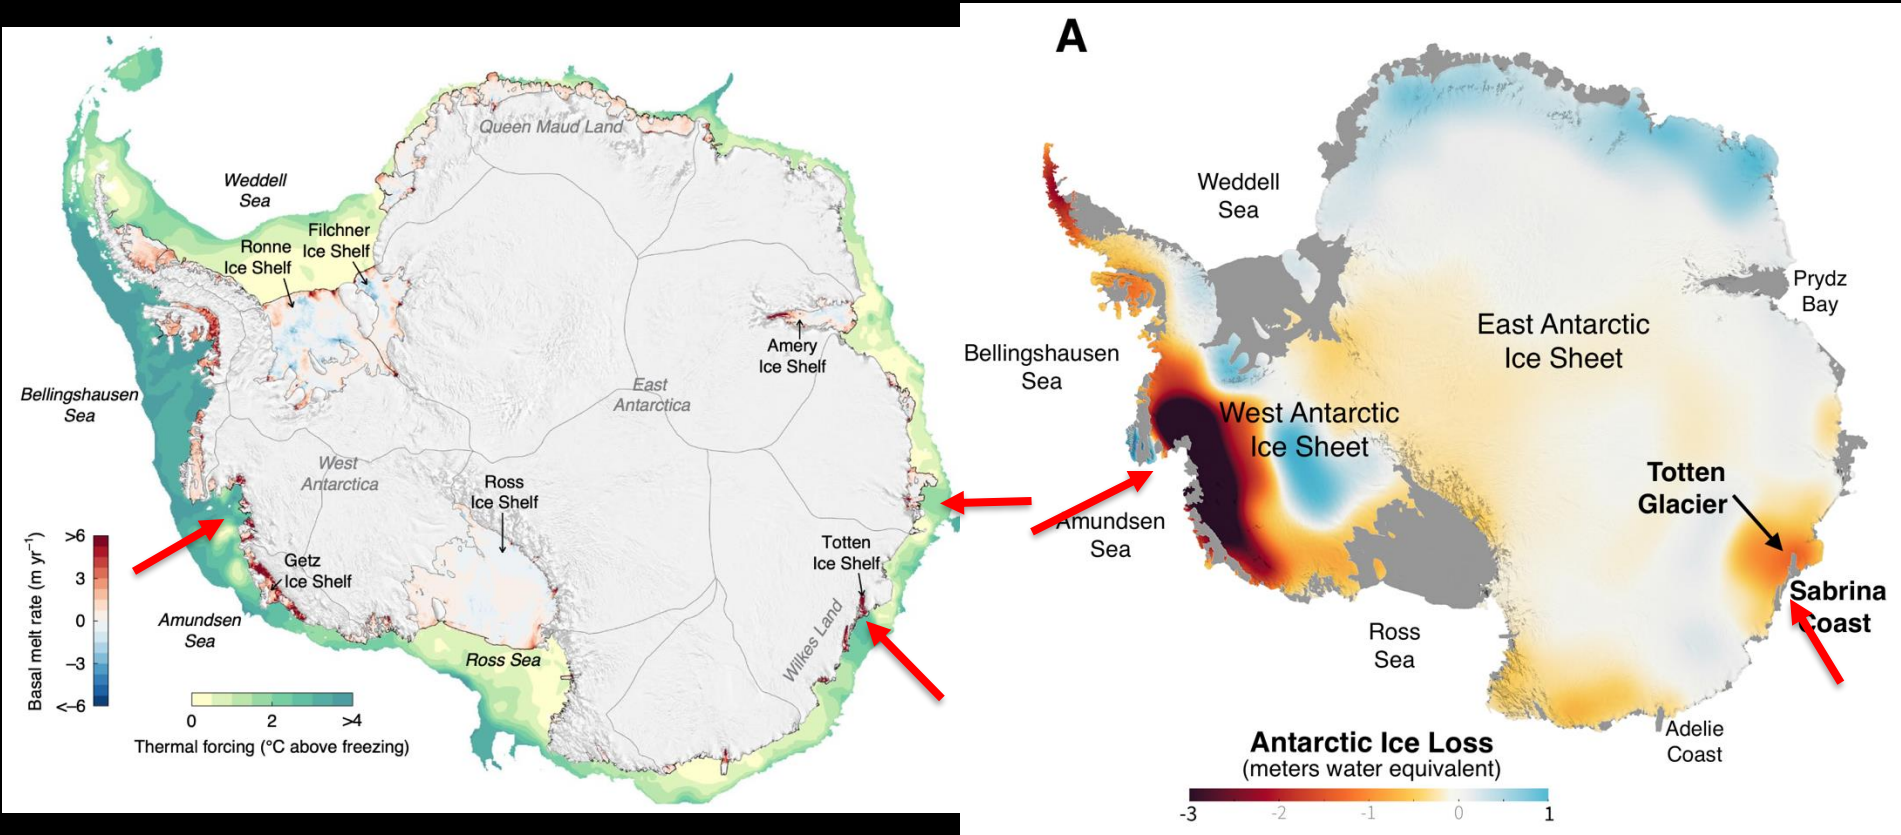 Queen Maud Land
Weddell
Sea
Filchner
Ice Shelf
Ronne
Ice Shelf
Amery
Ice Shelf
East
Antarctica
Bellingshausen
Sea
West
Antarctica
Ross
Ice Shelf
Totten
Ice Shelf
Getz
Ice Shelf
Amundsen
Sea
Ross Sea
Wilkes Land
Basal melt rate (m yr⁻¹)
>6
3
0
−3
<−6
0 2 >4
Thermal forcing (°C above freezing)
A
Weddell
Sea
Prydz
Bay
East Antarctic
Ice Sheet
Bellingshausen
Sea
West Antarctic
Ice Sheet
Totten
Glacier
Amundsen
Sea
Sabrina
Coast
Ross
Sea
Adelie
Coast
Antarctic Ice Loss
(meters water equivalent)
-3 -2 -1 0 1